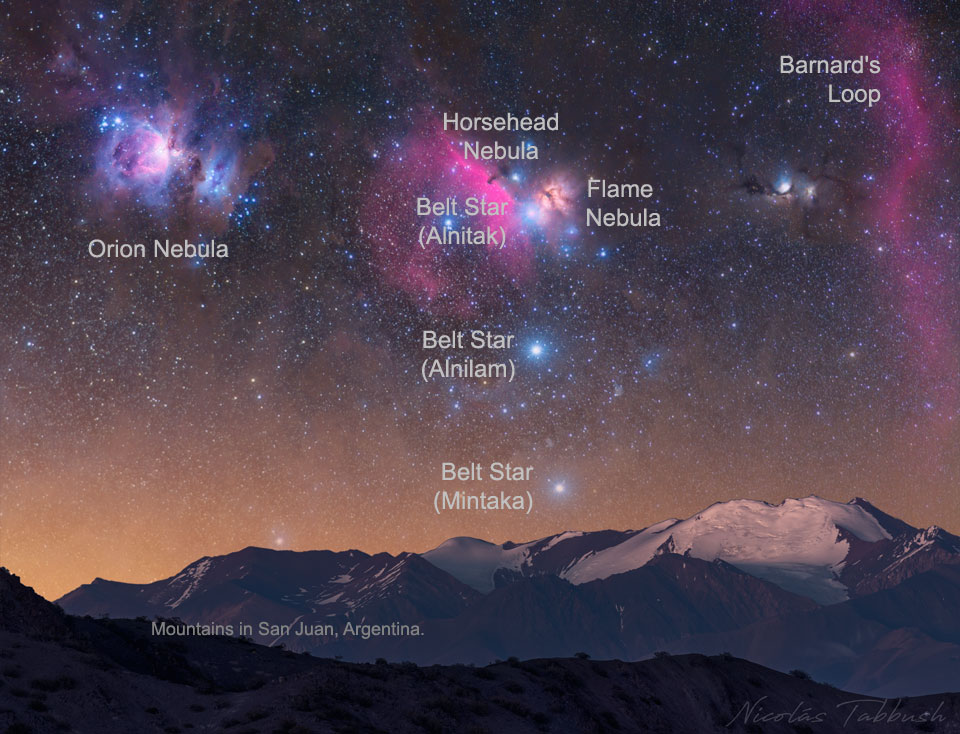 Barnard's
Loop
Horsehead
Nebula
Flame
Nebula
Belt Star
(Alnitak)
Orion Nebula
Belt Star
(Alnilam)
Belt Star
(Mintaka)
Mountains in San Juan, Argentina.
Nicolás Tabbush